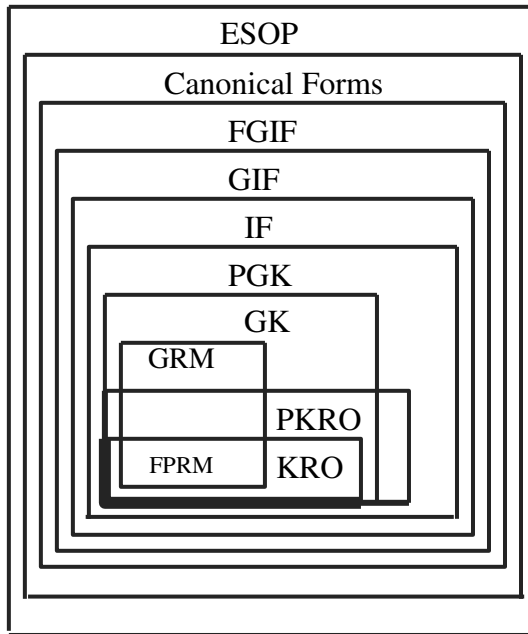 ESOP
Canonical Forms
FGIF
GIF
IF
PGK
GK
GRM
PKRO
FPRM
KRO